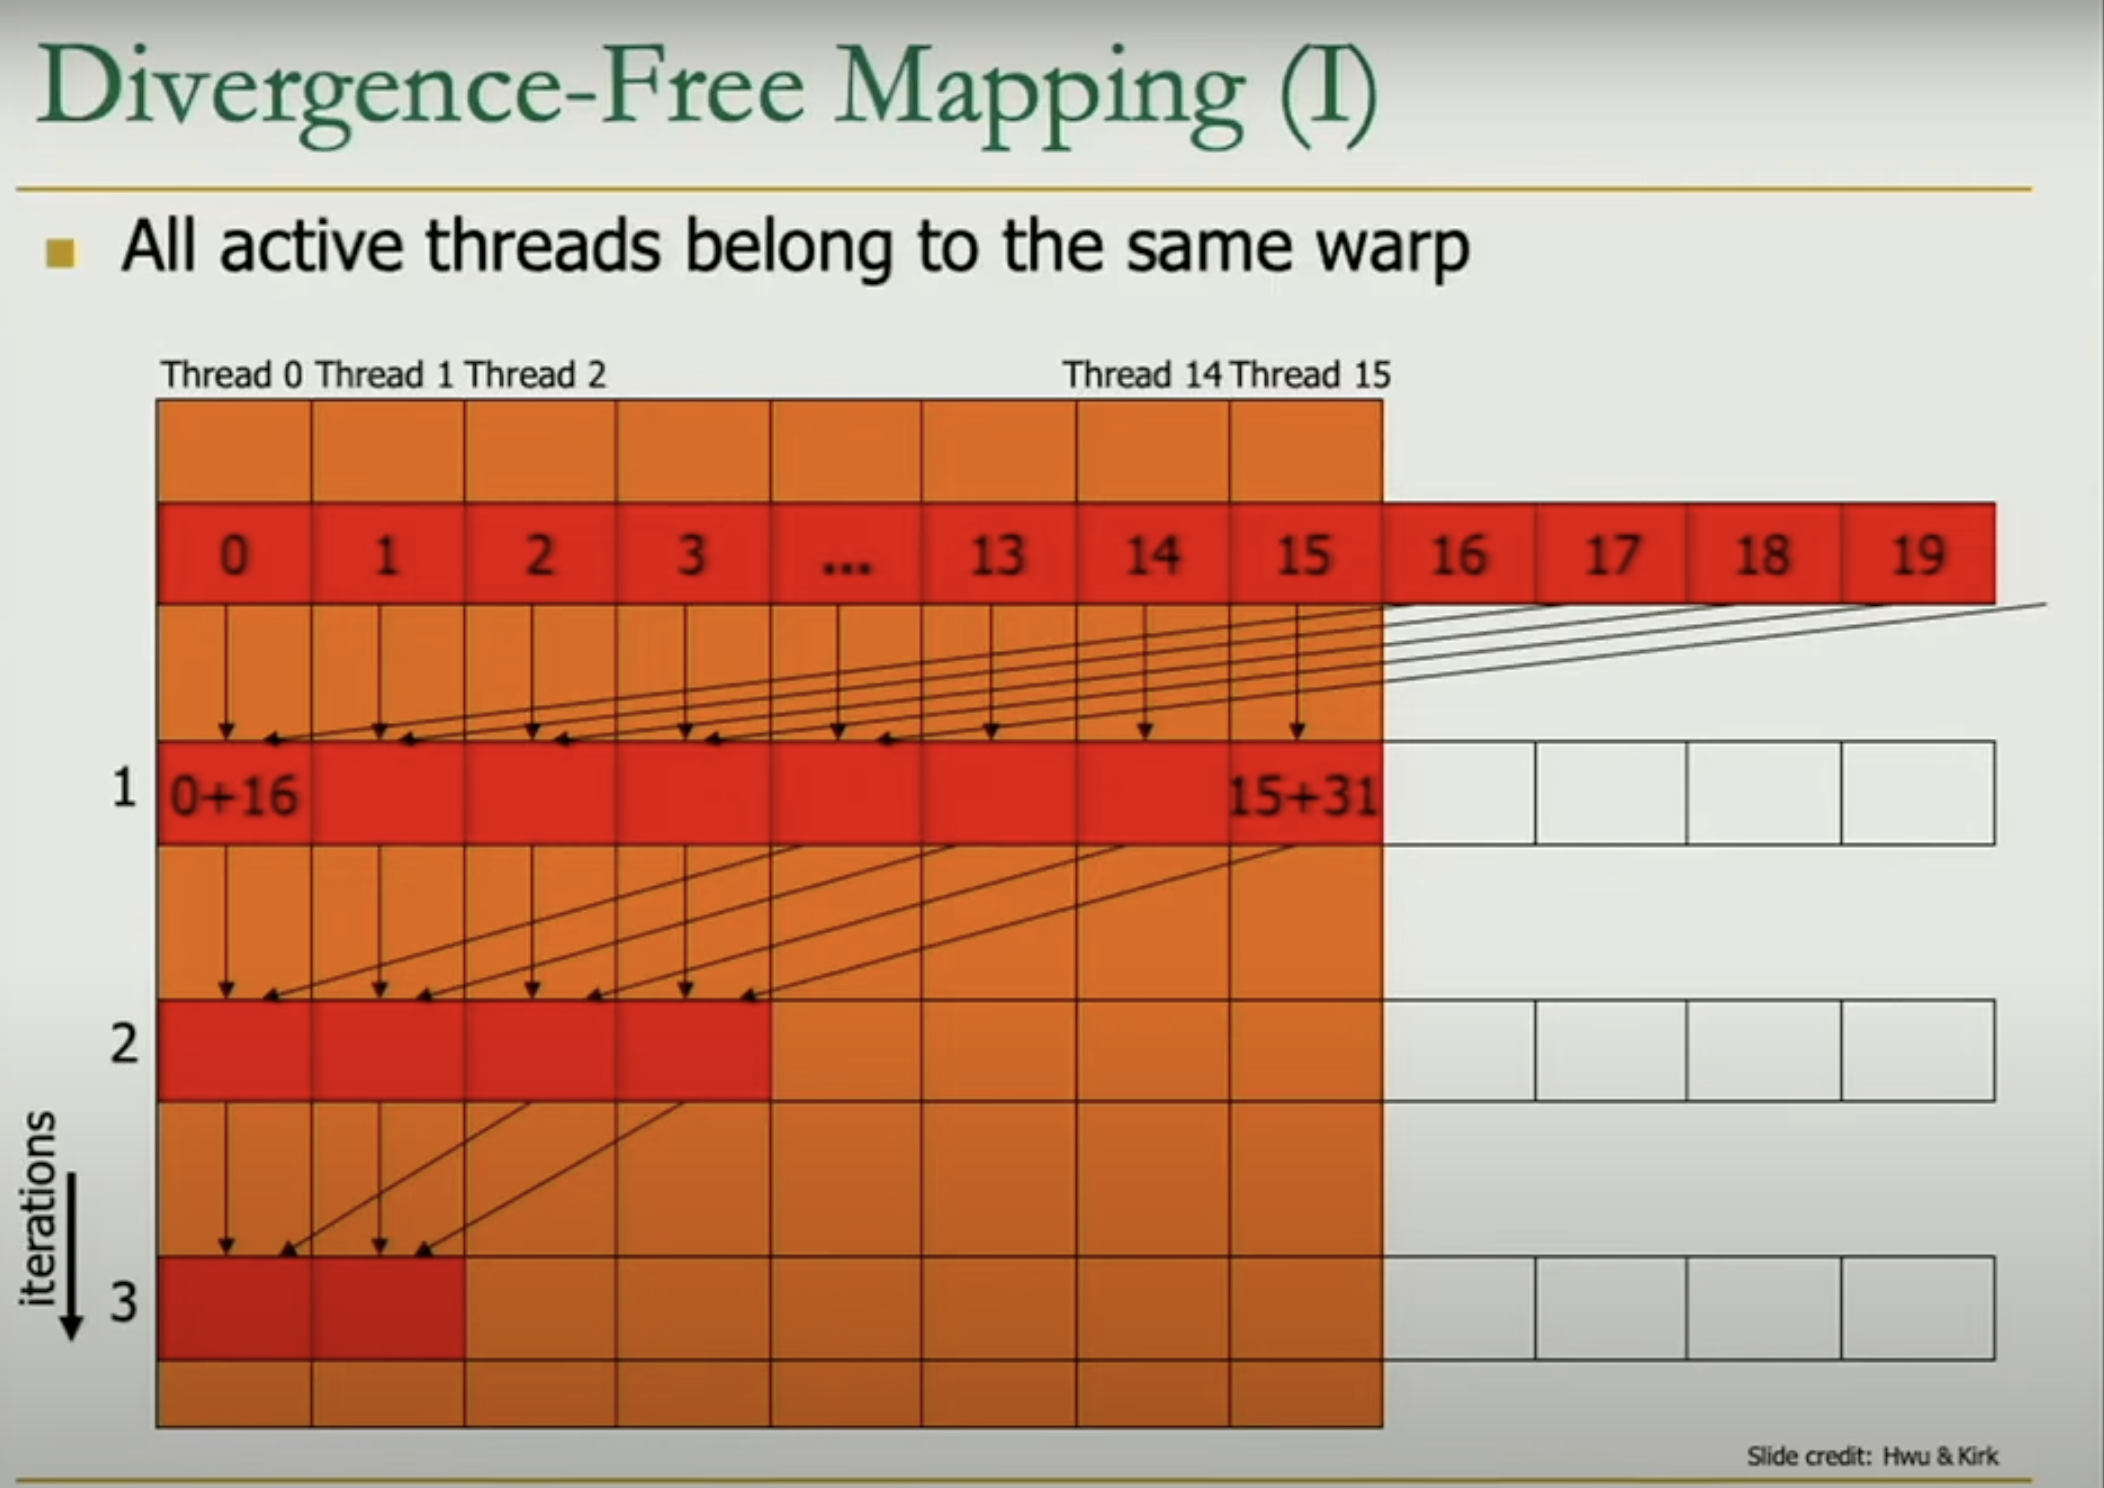 Divergence-Free Mapping (I)
All active threads belong to the same warp
Thread 0 Thread 1 Thread 2 Thread 14 Thread 15
0 1 2 3 ... 13 14 15 16 17 18 19
1 0+16 15+31
2
3
iterations
Slide credit: Hwu & Kirk